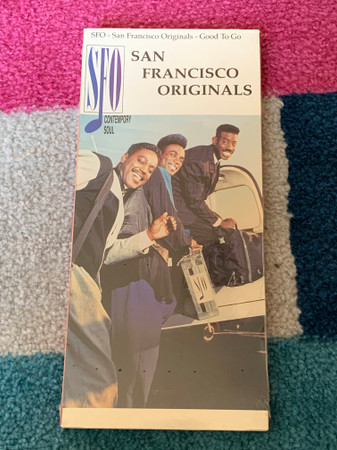 SFO - San Francisco Originals - Good To Go
SFO
SAN
FRANCISCO
ORIGINALS
CONTEMPORY
SOUL
SFO